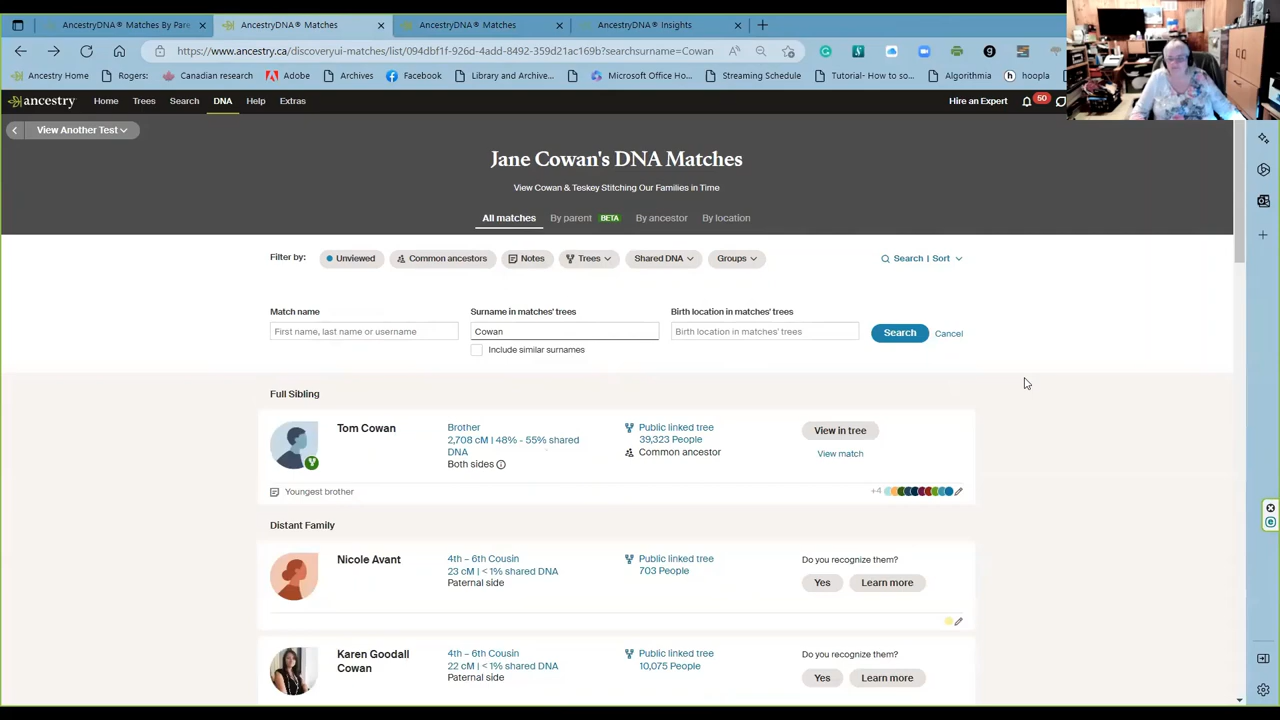 AncestryDNA® Matches By Pare
AncestryDNA® Matches
AncestryDNA® Matches
AncestryDNA® Insights
https://www.ancestry.ca/discoveryui-matches/list/094dbff1-926d-4add-8492-359d21ac169b?searchsurname=Cowan
Ancestry Home
Rogers:
Canadian research
Adobe
Archives
Facebook
Library and Archive...
Microsoft Office Ho...
Streaming Schedule
Tutorial- How to so...
Algorithmia
hoopla
ancestry
Home
Trees
Search
DNA
Help
Extras
Hire an Expert
50
View Another Test
Jane Cowan's DNA Matches
View Cowan & Teskey Stitching Our Families in Time
All matches
By parent BETA
By ancestor
By location
Filter by:
Unviewed
Common ancestors
Notes
Trees
Shared DNA
Groups
Search | Sort
Match name
First name, last name or username
Surname in matches' trees
Cowan
Include similar surnames
Birth location in matches' trees
Birth location in matches' trees
Search
Cancel
Full Sibling
Tom Cowan
Brother
2,708 cM | 48% - 55% shared
DNA
Both sides
Public linked tree
39,323 People
Common ancestor
View in tree
View match
Youngest brother
+4
Distant Family
Nicole Avant
4th – 6th Cousin
23 cM | < 1% shared DNA
Paternal side
Public linked tree
703 People
Do you recognize them?
Yes
Learn more
Karen Goodall
Cowan
4th – 6th Cousin
22 cM | < 1% shared DNA
Paternal side
Public linked tree
10,075 People
Do you recognize them?
Yes
Learn more